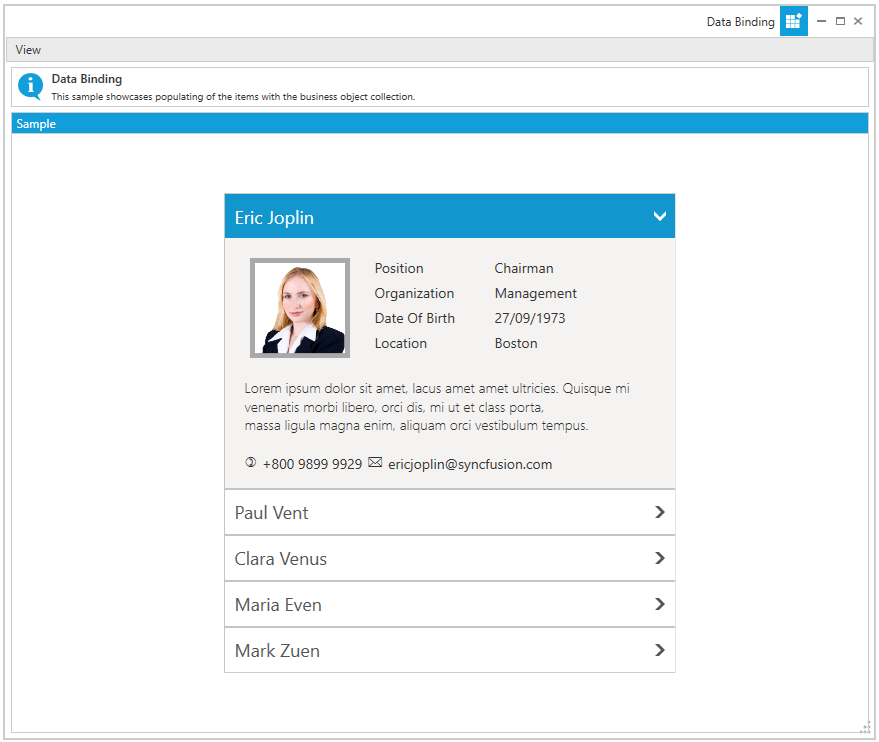 Data Binding
View
Data Binding
This sample showcases populating of the items with the business object collection.
Sample
Eric Joplin
Position Chairman
Organization Management
Date Of Birth 27/09/1973
Location Boston
Lorem ipsum dolor sit amet, lacus amet amet ultricies. Quisque mi
venenatis morbi libero, orci dis, mi ut et class porta,
massa ligula magna enim, aliquam orci vestibulum tempus.
+800 9899 9929 ericjoplin@syncfusion.com
Paul Vent
Clara Venus
Maria Even
Mark Zuen